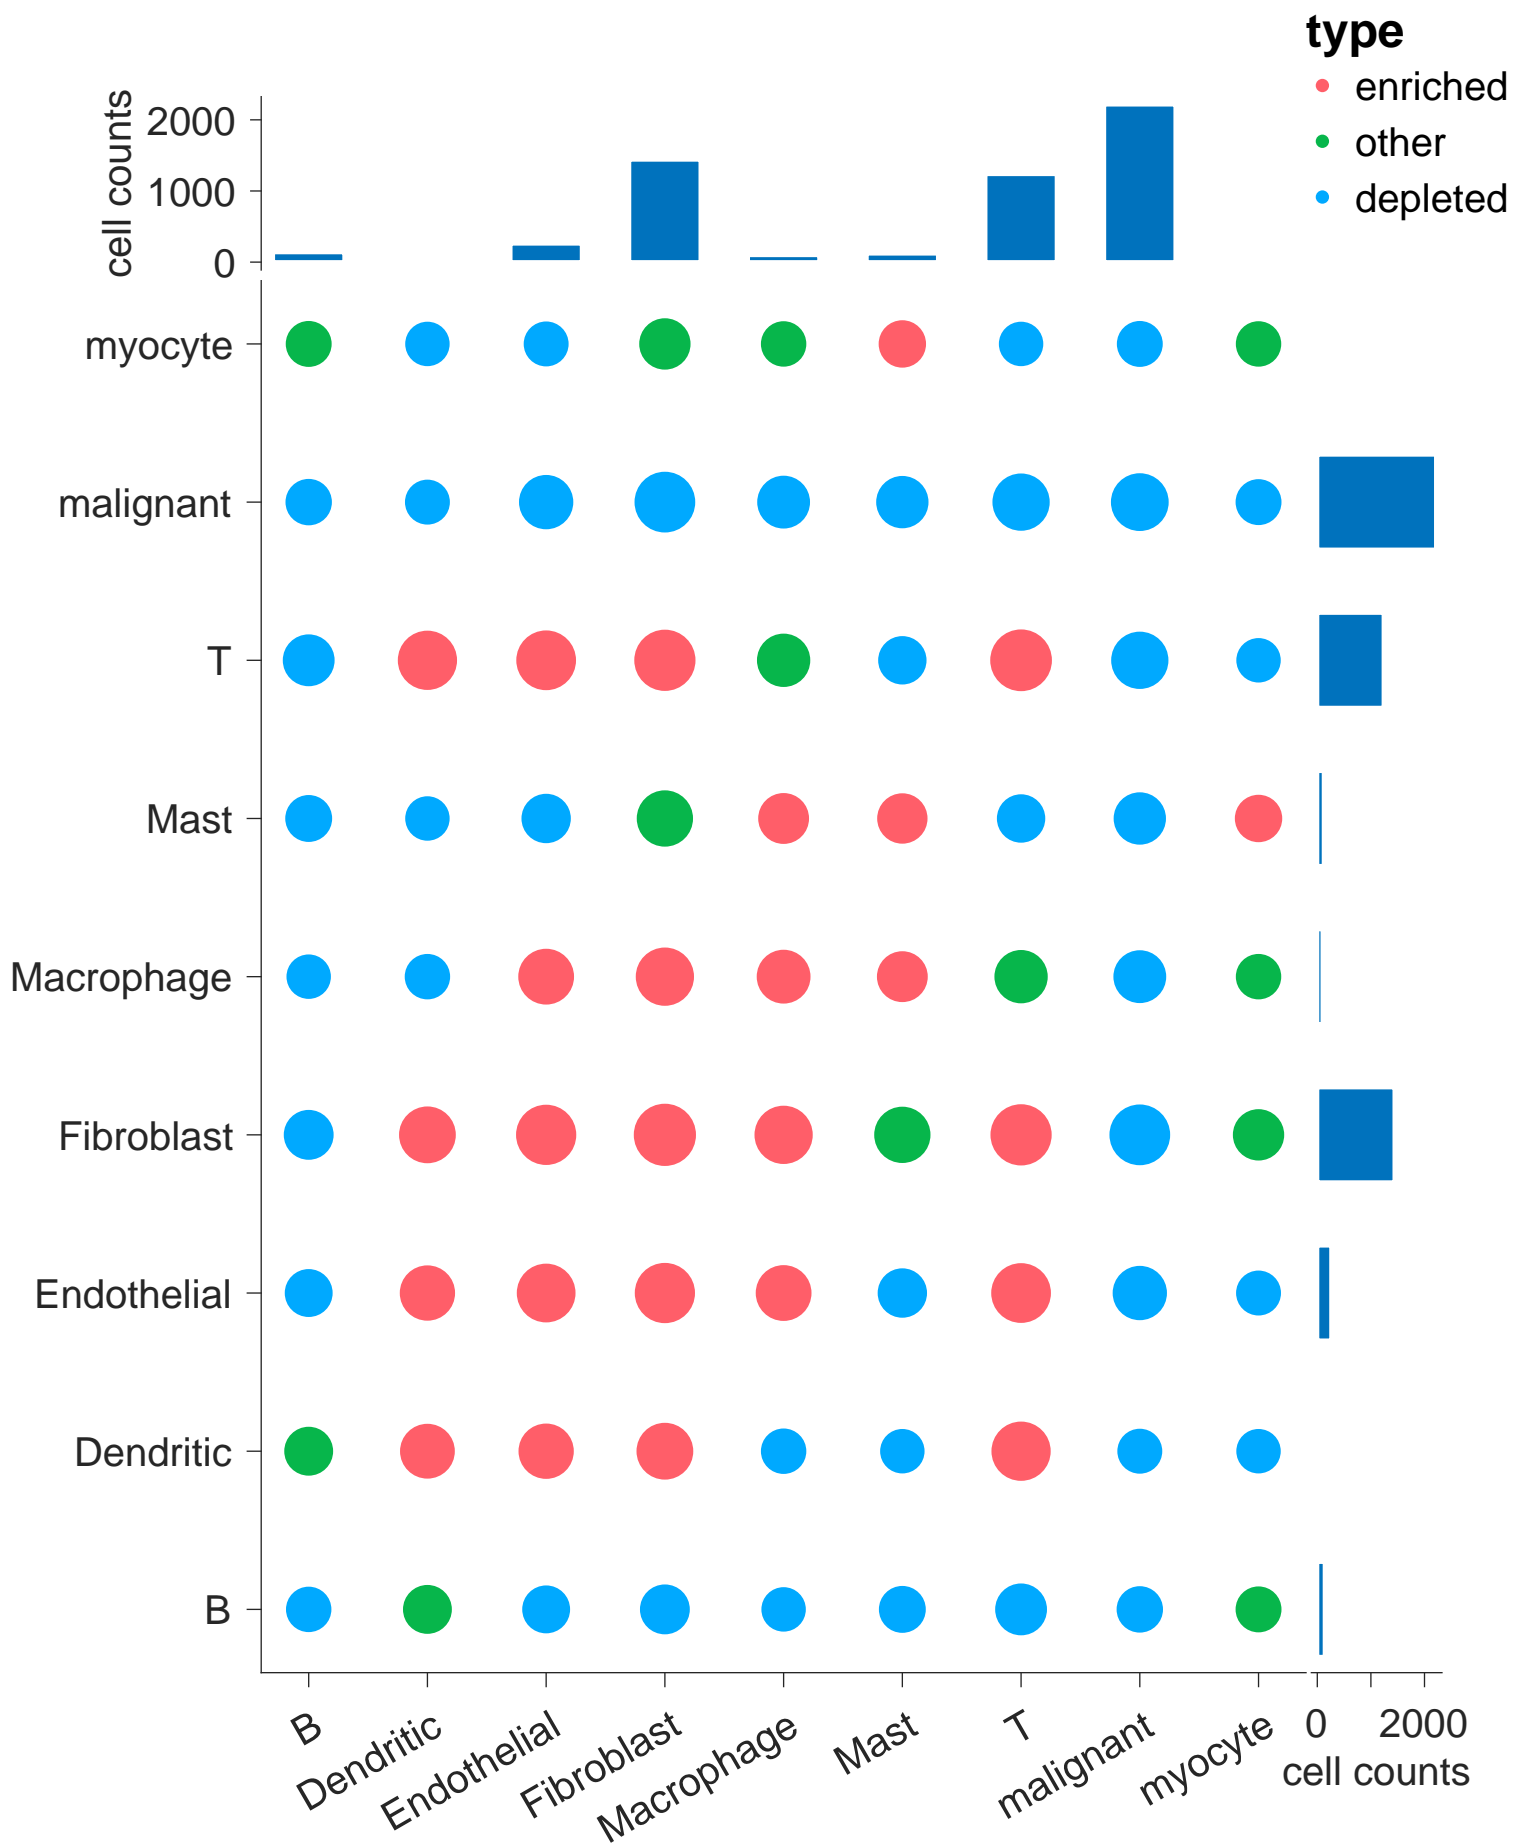 type
enriched
other
depleted
cell counts
2000
1000
0
myocyte
malignant
T
Mast
Macrophage
Fibroblast
Endothelial
Dendritic
B
B
Dendritic
Endothelial
Fibroblast
Macrophage
Mast
T
malignant
myocyte
0 2000
cell counts